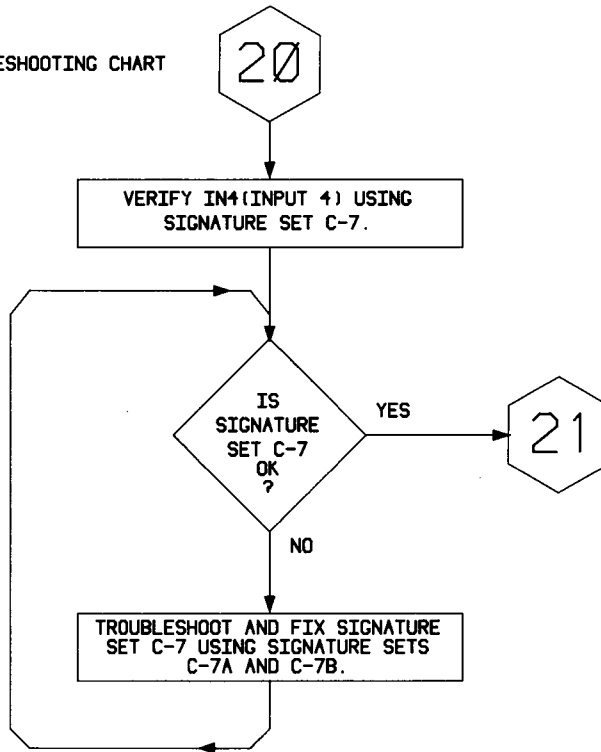 ESHOOTING CHART
20
VERIFY IN4(INPUT 4) USING
SIGNATURE SET C-7.
IS
SIGNATURE
SET C-7
OK
?
YES
21
NO
TROUBLESHOOT AND FIX SIGNATURE
SET C-7 USING SIGNATURE SETS
C-7A AND C-7B.